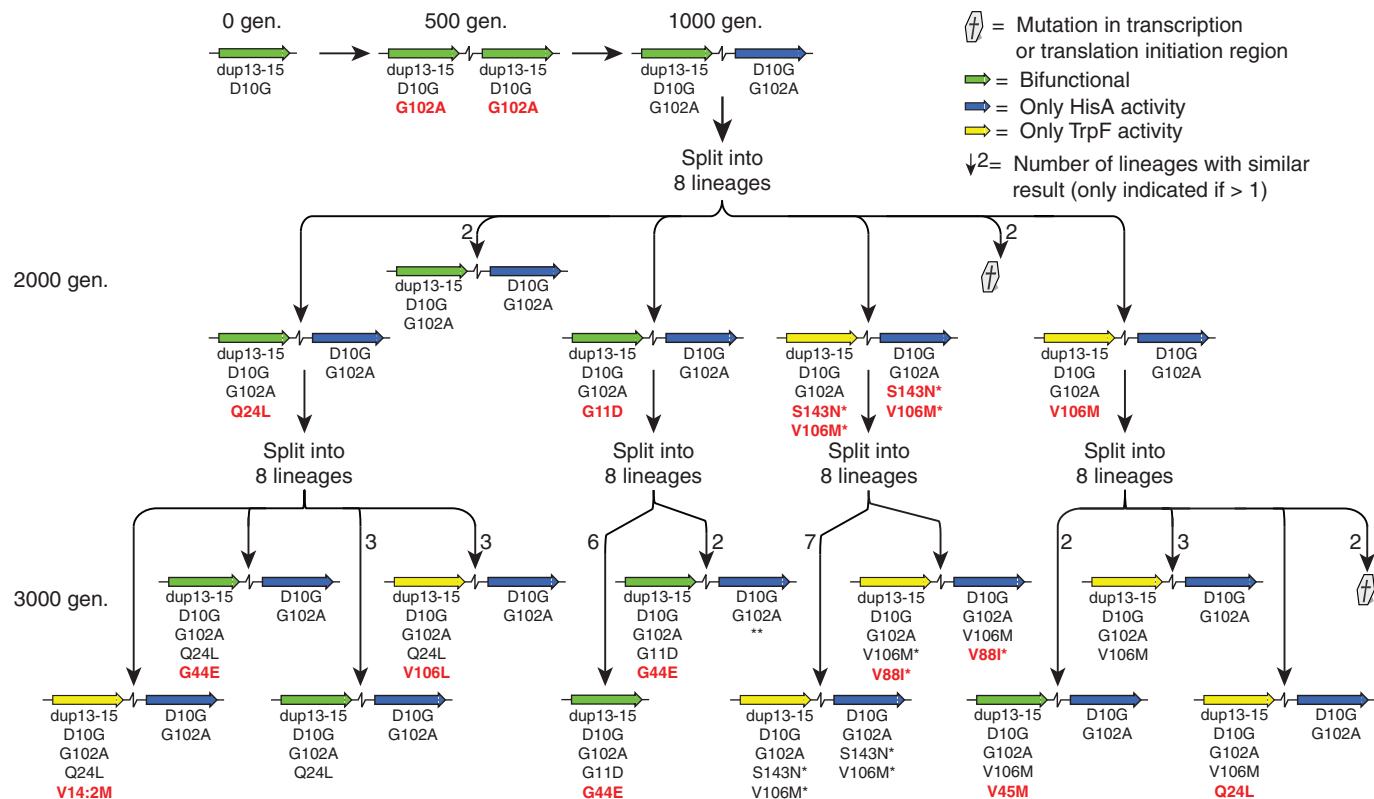 0 gen.
500 gen.
1000 gen.
dup13-15
D10G
dup13-15
D10G
G102A
dup13-15
D10G
G102A
dup13-15
D10G
G102A
D10G
G102A
= Mutation in transcription
or translation initiation
region
= Bifunctional
= Only HisA activity
= Only TrpF activity
2= Number of lineages with similar
result (only indicated if > 1)
Split into
8 lineages
2000 gen.
2
2
dup13-15
D10G
G102A
D10G
G102A
dup13-15
D10G
G102A
Q24L
D10G
G102A
dup13-15
D10G
G102A
G11D
D10G
G102A
dup13-15
D10G
G102A
S143N*
V106M*
D10G
G102A
S143N*
V106M*
dup13-15
D10G
G102A
V106M
D10G
G102A
Split into
8 lineages
Split into
8 lineages
Split into
8 lineages
Split into
8 lineages
3000 gen.
3
3
6
2
7
2
3
2
dup13-15
D10G
G102A
Q24L
G44E
D10G
G102A
dup13-15
D10G
G102A
Q24L
V106L
D10G
G102A
dup13-15
D10G
G102A
G11D
G44E
D10G
G102A
**
dup13-15
D10G
G102A
V106M*
V88I*
D10G
G102A
V106M
V88I*
dup13-15
D10G
G102A
V106M
D10G
G102A
dup13-15
D10G
G102A
Q24L
V14:2M
D10G
G102A
dup13-15
D10G
G102A
Q24L
D10G
G102A
dup13-15
D10G
G102A
G11D
G44E
dup13-15
D10G
G102A
S143N*
V106M*
D10G
G102A
S143N*
V106M*
dup13-15
D10G
G102A
V106M
V45M
D10G
G102A
dup13-15
D10G
G102A
V106M
Q24L
D10G
G102A